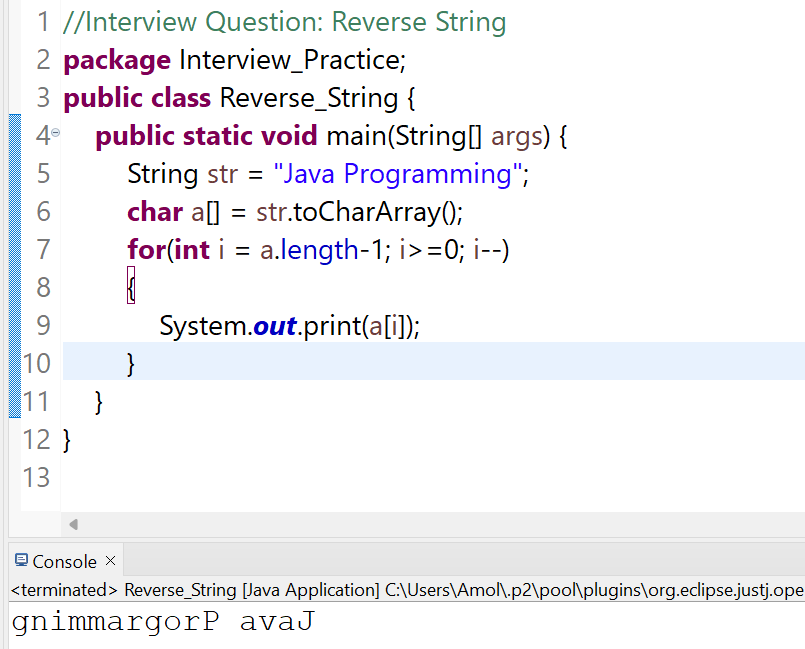 1 //Interview Question: Reverse String
2 package Interview_Practice;
3 public class Reverse_String {
4 public static void main(String[] args) {
5 String str = "Java Programming";
6 char a[] = str.toCharArray();
7 for(int i = a.length-1; i>=0; i--)
8 {
9 System.out.print(a[i]);
10 }
11 }
12 }
13
Console
<terminated> Reverse_String [Java Application] C:\Users\Amol\.p2\pool\plugins\org.eclipse.justj.ope
gnimmargorP avaJ